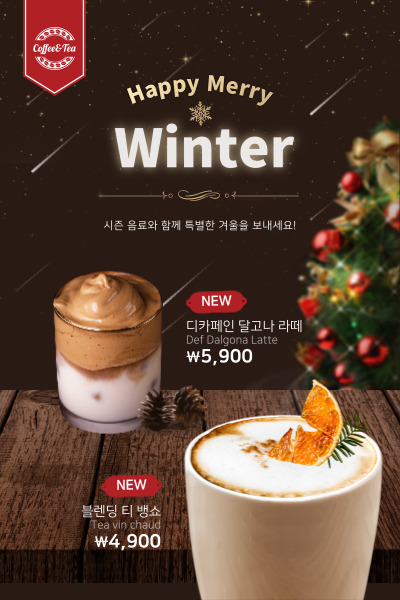 Coffee&Tea
Happy Merry
Winter
시즌 음료와 함께 특별한 겨울을 보내세요!
NEW
디카페인 달고나 라떼
Def Dalgona Latte
₩5,900
NEW
블렌딩 티 뱅쇼
Tea vin chaud
₩4,900